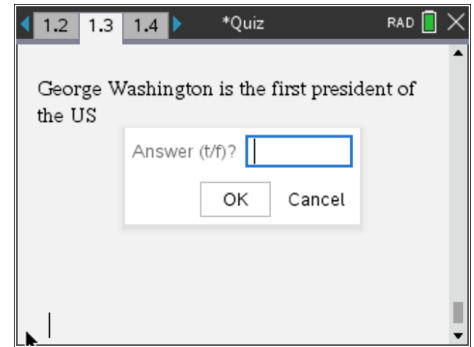 1.2 1.3 1.4 *Quiz RAD
George Washington is the first president of
the US
Answer (t/f)?
OK Cancel